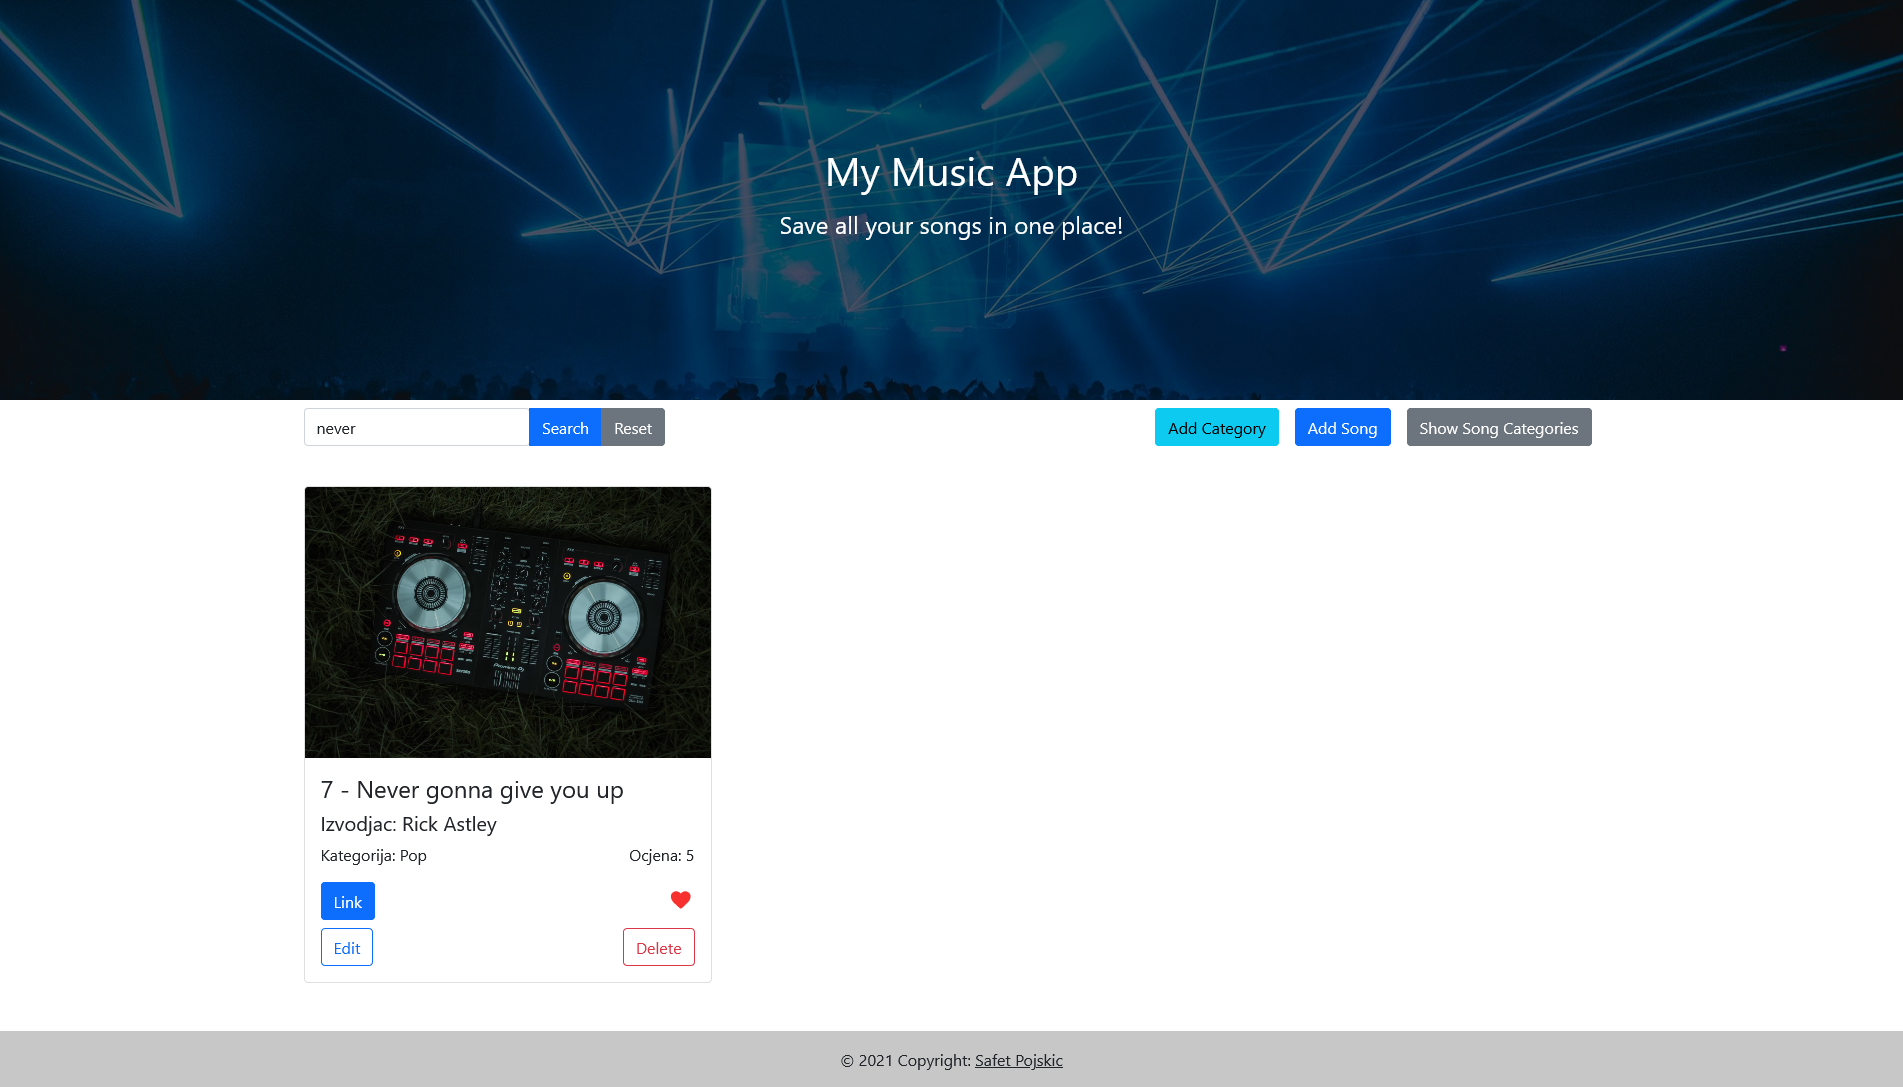 My Music App
Save all your songs in one place!
never Search Reset Add Category Add Song Show Song Categories
7 - Never gonna give you up
Izvodjac: Rick Astley
Kategorija: Pop Ocjena: 5
Link
Edit Delete
© 2021 Copyright: Safet Pojskic